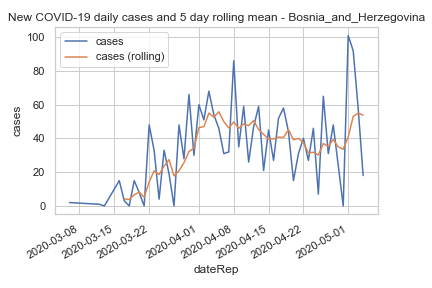 New COVID-19 daily cases and 5 day rolling mean - Bosnia_and_Herzegovina
cases
cases (rolling)
100
80
60
40
20
0
cases
2020-03-08
2020-03-15
2020-03-22
2020-04-01
2020-04-08
2020-04-15
2020-04-22
2020-05-01
dateRep